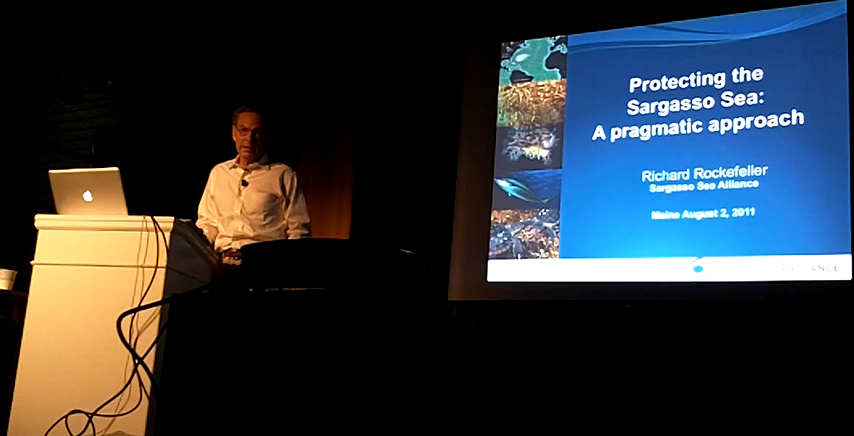 Protecting the
Sargasso Sea:
A pragmatic approach
Richard Rockefeller
Sargasso Sea Alliance
Maine August 2, 2011